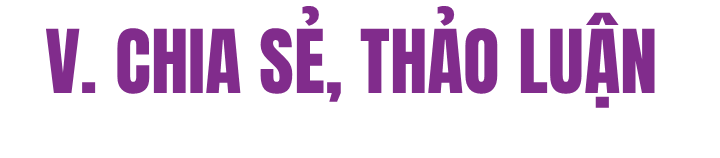 V. CHIA SẺ, THẢO LUẬN